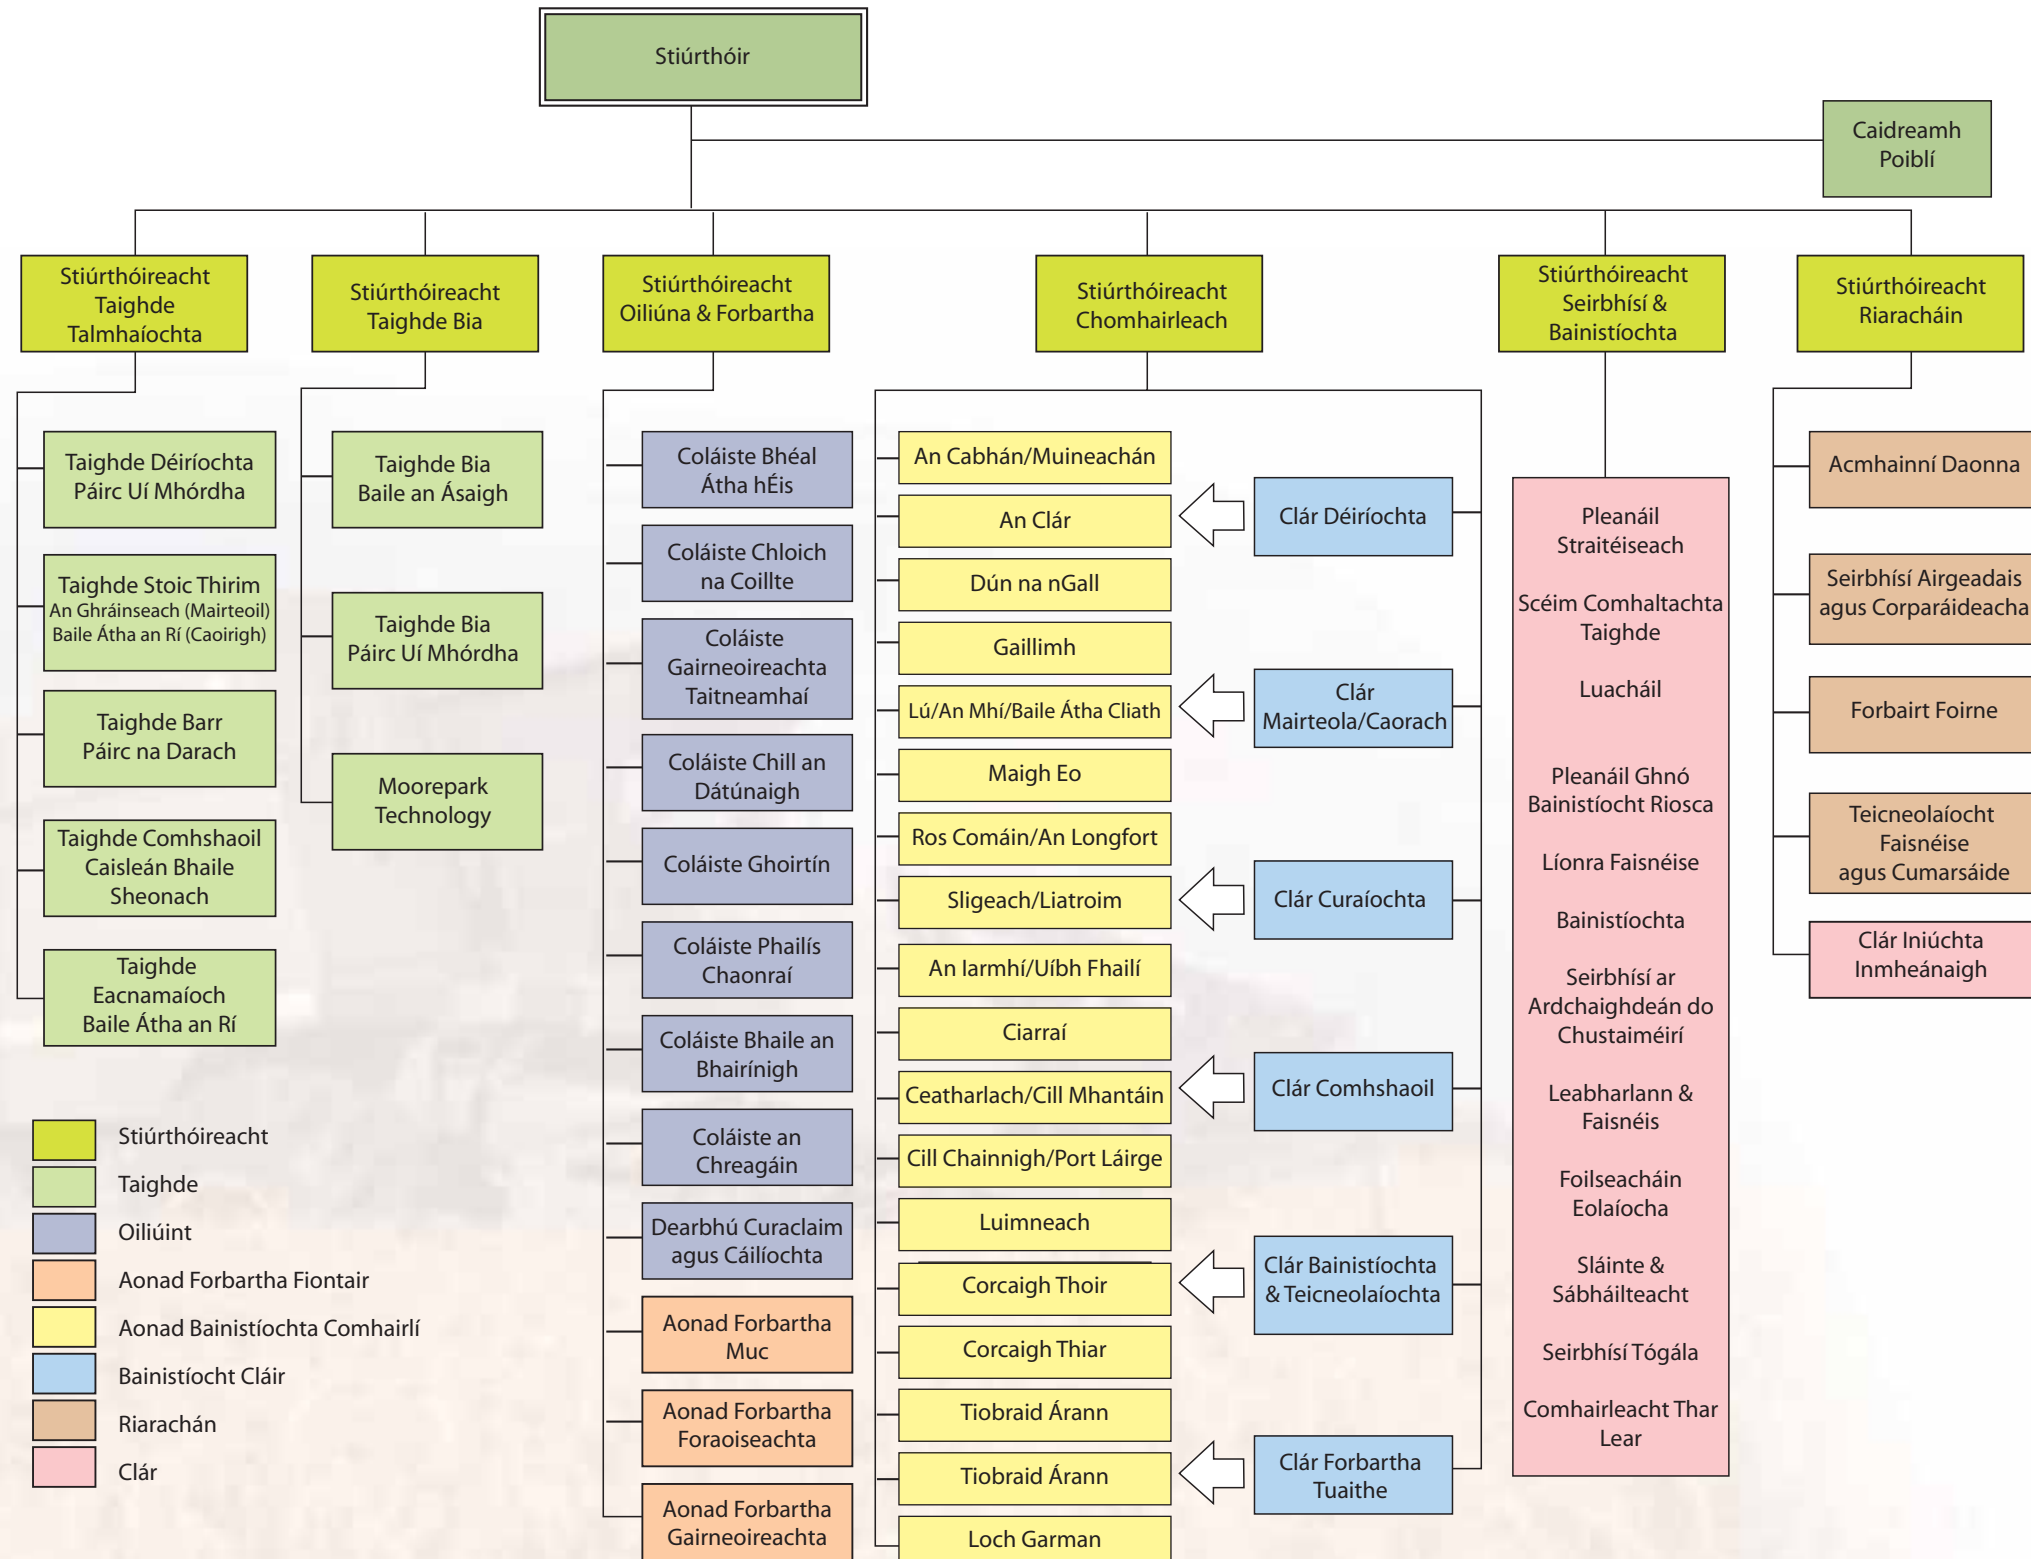 Stiúrthóir
Caidreamh
Poiblí
Stiúrthóireacht
Taighde
Talmhaíochta
Stiúrthóireacht
Taighde Bia
Stiúrthóireacht
Oiliúna & Forbartha
Stiúrthóireacht
Chomhairleach
Stiúrthóireacht
Seirbhísí &
Bainistíochta
Stiúrthóireacht
Riaracháin
Taighde Déiríochta
Páirc Uí Mhórdha
Taighde Stoic Thirim
An Ghráinseach (Mairteoil)
Baile Átha an Rí (Caoirigh)
Taighde Barr
Páirc na Darach
Taighde Comhshaoil
Caisleán Bhaile
Sheonach
Taighde
Eacnamaíoch
Baile Átha an Rí
Taighde Bia
Baile an Ásaigh
Taighde Bia
Páirc Uí Mhórdha
Moorepark
Technology
Coláiste Bhéal
Átha hÉis
Coláiste Chloich
na Coillte
Coláiste
Gairneoireachta
Taitneamhaí
Coláiste Chill an
Dátúnaigh
Coláiste Ghoirtín
Coláiste Phailís
Chaonraí
Coláiste Bhaile an
Bhairínigh
Coláiste an
Chreagáin
Dearbhú Curaclaim
agus Cáilíochta
Aonad Forbartha
Muc
Aonad Forbartha
Foraoiseachta
Aonad Forbartha
Gairneoireachta
An Cabhán/Muineachán
An Clár
Dún na nGall
Gaillimh
Lú/An Mhí/Baile Átha Cliath
Maigh Eo
Ros Comáin/An Longfort
Sligeach/Liatroim
An Iarmhí/Uíbh Fhailí
Ciarraí
Ceatharlach/Cill Mhantáin
Cill Chainnigh/Port Láirge
Luimneach
Corcaigh Thoir
Corcaigh Thiar
Tiobraid Árann
Tiobraid Árann
Loch Garman
Clár Déiríochta
Clár
Mairteola/Caorach
Clár Curaíochta
Clár Comhshaoil
Clár Bainistíochta
& Teicneolaíochta
Clár Forbartha
Tuaithe
Pleanáil
Straitéiseach
Scéim Comhaltachta
Taighde
Luacháil
Pleanáil Ghnó
Bainistíocht Riosca
Líonra Faisnéise
Bainistíochta
Seirbhísí ar
Ardchaighdeán do
Chustaiméirí
Leabharlann &
Faisnéis
Foilseacháin
Eolaíocha
Sláinte &
Sábháilteacht
Seirbhísí Tógála
Comhairleacht Thar
Lear
Acmhainní Daonna
Seirbhísí Airgeadais
agus Corparáideacha
Forbairt Foirne
Teicneolaíocht
Faisnéise
agus Cumarsáide
Clár Iniúchta
Inmheánaigh
Stiúrthóireacht
Taighde
Oiliúint
Aonad Forbartha Fiontair
Aonad Bainistíochta Comhairlí
Bainistíocht Cláir
Riarachán
Clár